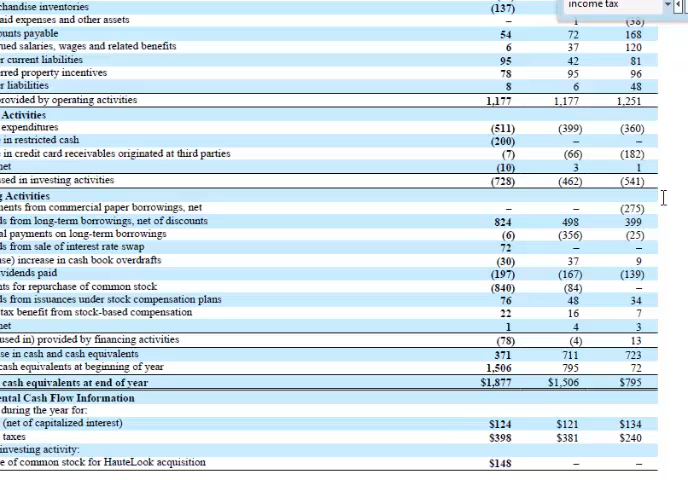 chandise inventories (137)
income tax
aid expenses and other assets – 1 (38)
ounts payable 54 72 168
rued salaries, wages and related benefits 6 37 120
r current liabilities 95 42 81
rred property incentives 78 95 96
r liabilities 8 6 48
rovided by operating activities 1,177 1,177 1,251
Activities
expenditures (511) (399) (360)
in restricted cash (200) – –
in credit card receivables originated at third parties (7) (66) (182)
net (10) 3 1
sed in investing activities (728) (462) (541)
g Activities
ents from commercial paper borrowings, net – – (275)
ds from long-term borrowings, net of discounts 824 498 399
al payments on long-term borrowings (6) (356) (25)
ds from sale of interest rate swap 72 – –
ase) increase in cash book overdrafts (30) 37 9
vidends paid (197) (167) (139)
nts for repurchase of common stock (840) (84) –
ds from issuances under stock compensation plans 76 48 34
tax benefit from stock-based compensation 22 16 7
net 1 4 3
used in) provided by financing activities (78) (4) 13
se in cash and cash equivalents 371 711 723
cash equivalents at beginning of year 1,506 795 72
cash equivalents at end of year $1,877 $1,506 $795
ental Cash Flow Information
during the year for:
(net of capitalized interest) $124 $121 $134
taxes $398 $381 $240
investing activity:
e of common stock for HauteLook acquisition $148 – –